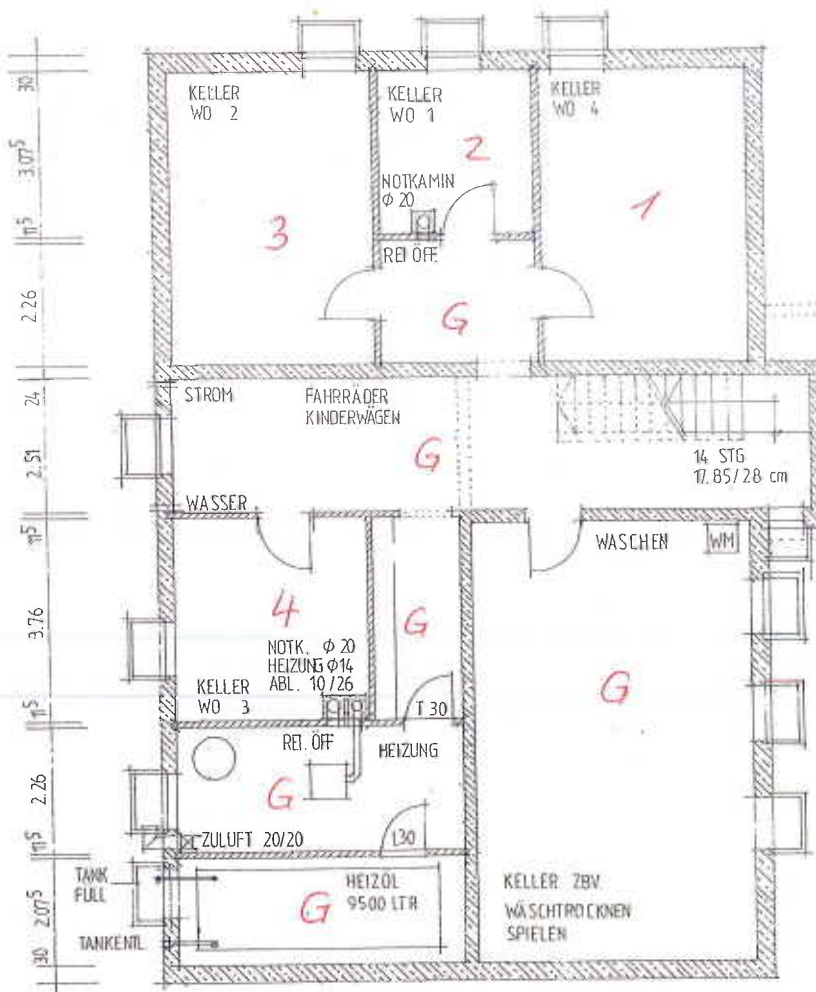 KELLER
WO 2
KELLER
WO 1
KELLER
WO 4
2
NOTKAMIN
Φ 20
3
1
REI ÖFF.
G
STROM
FAHRRÄDER
KINDERWÄGEN
G
14 STG
17.85/28 cm
WASSER
WASCHEN
WM
4
G
NOTK. Φ 20
HEIZUNG Φ14
ABL. 10/26
KELLER
WO 3
G
T 30
REI. ÖFF
HEIZUNG
G
ZULUFT 20/20
T30
TANK
FÜLL
HEIZÖL
9500 LTR
G
KELLER ZBV.
WÄSCHTROCKNEN
SPIELEN
TANKENTL
30
3.07⁵
11⁵
2.26
24
2.51
11⁵
3.76
11⁵
2.26
11⁵
2.07⁵
30